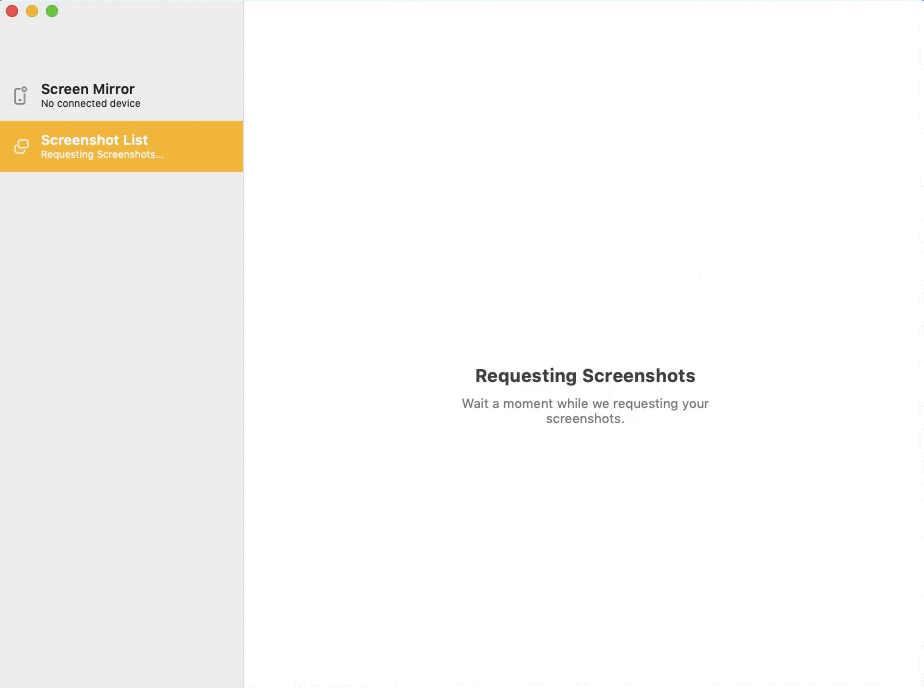 Screen Mirror
No connected device
Screenshot List
Requesting Screenshots...
Requesting Screenshots
Wait a moment while we requesting your
screenshots.